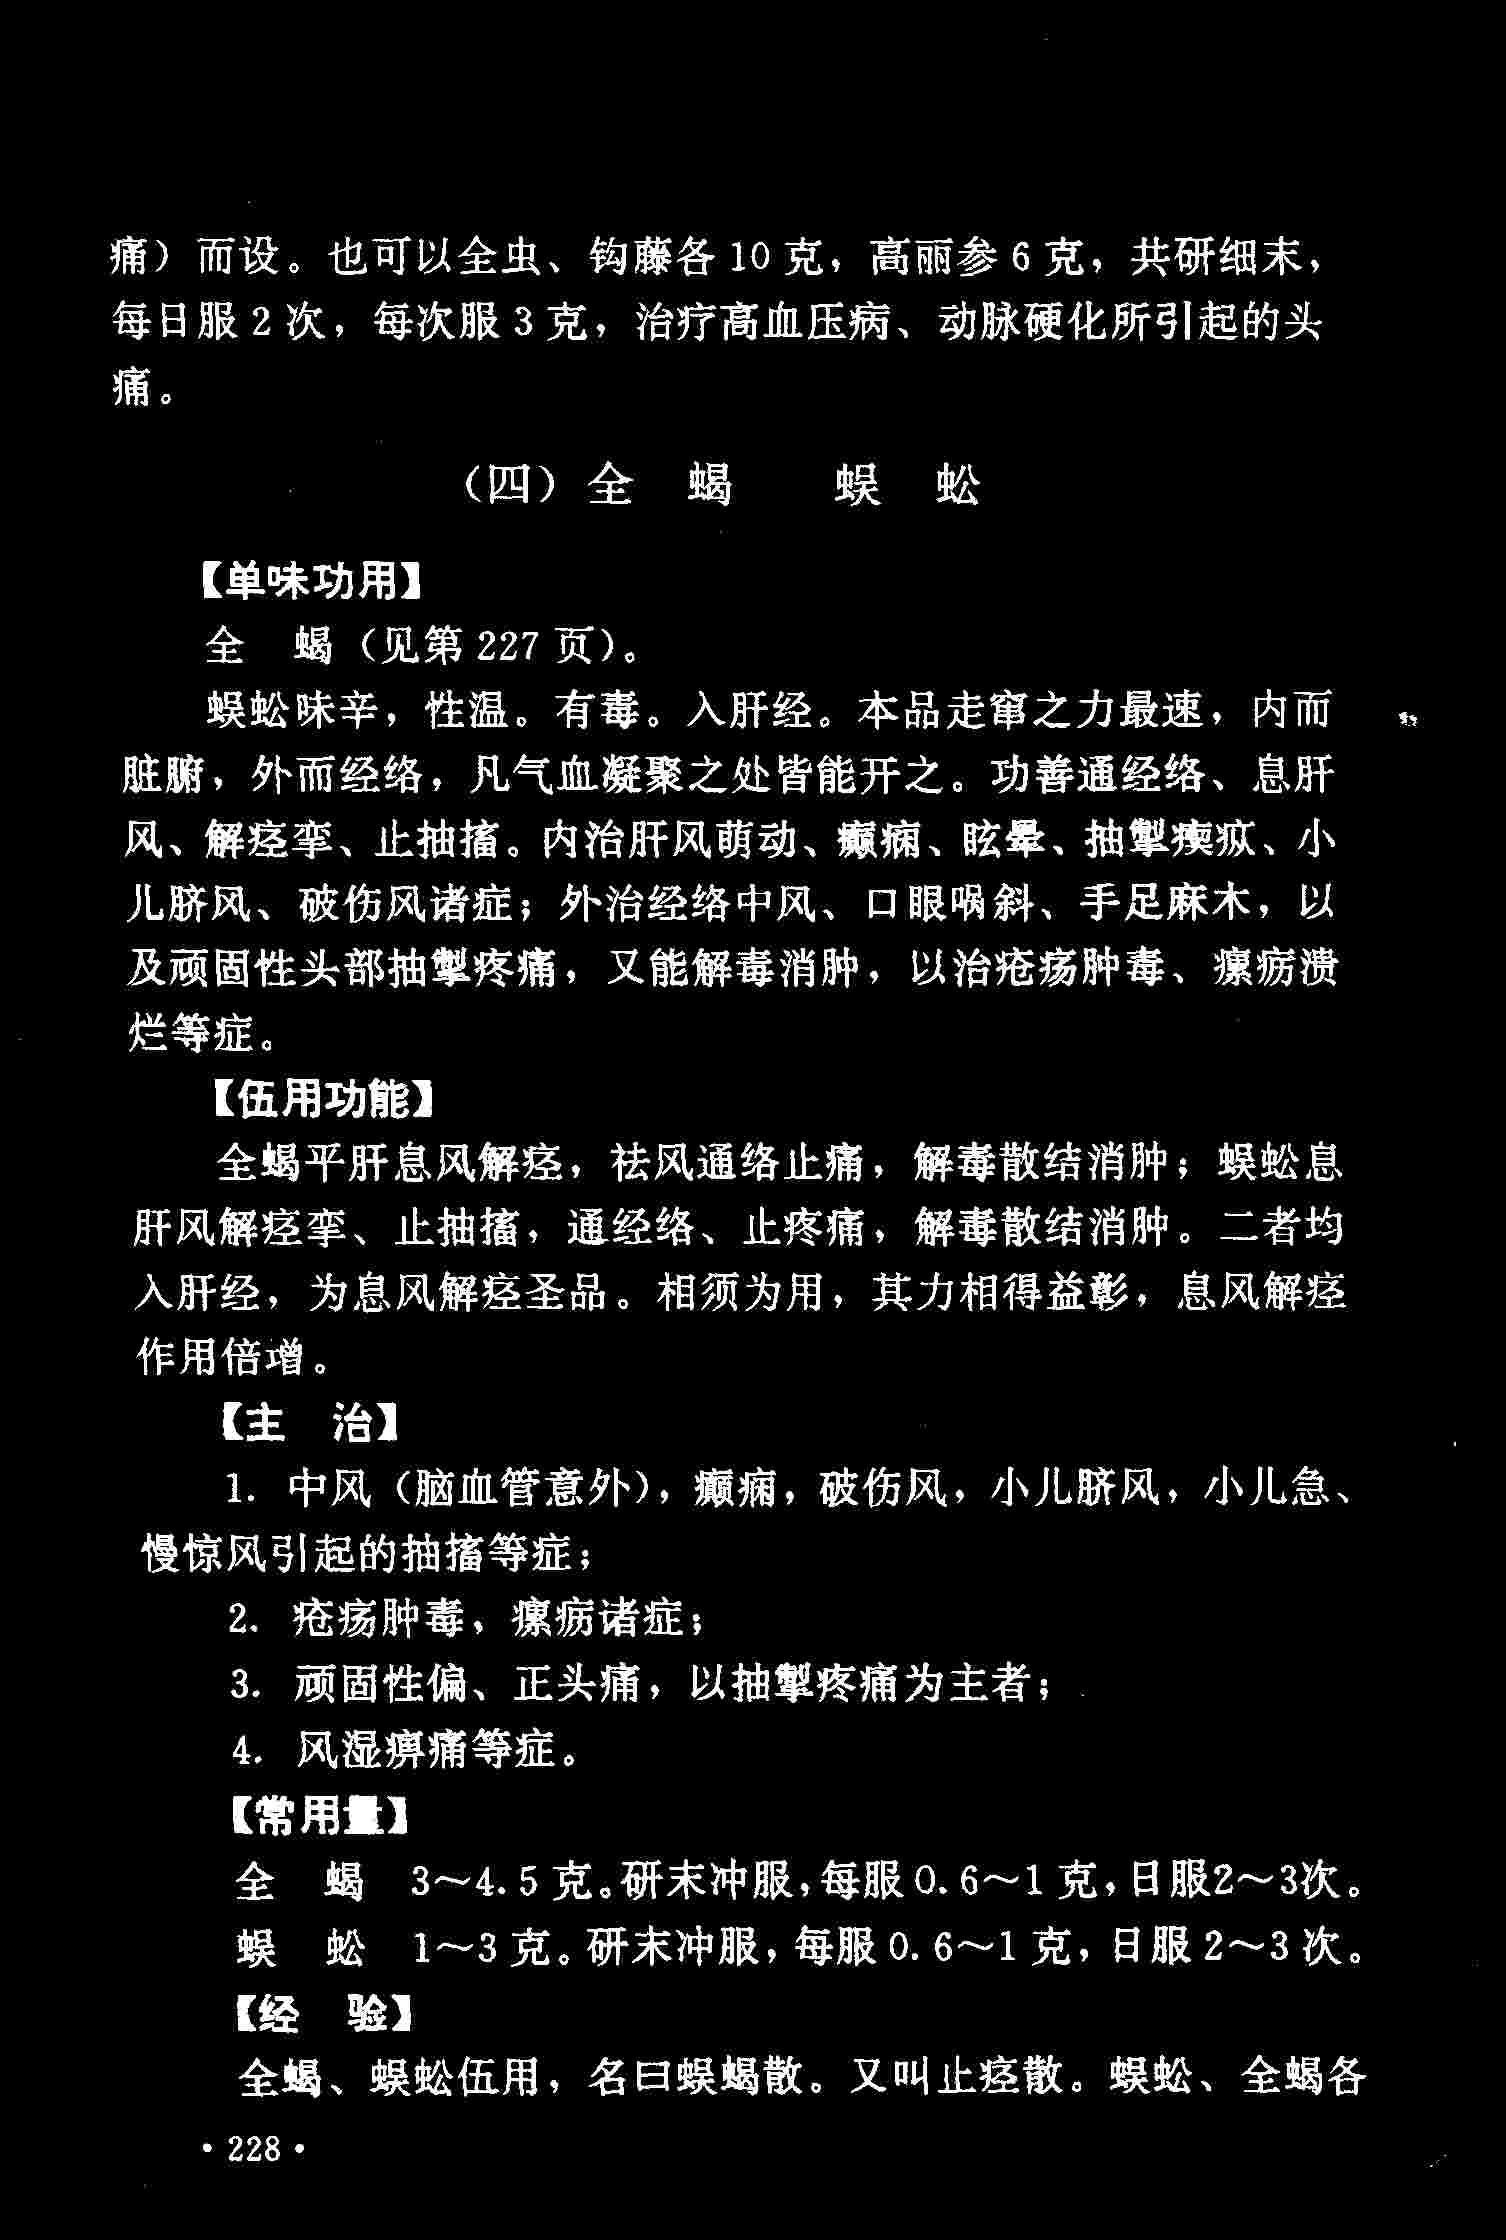 痛）而设。也可以全虫、钩藤各10克，高丽参6克，共研细末，
每日服2次，每次服3克，治疗高血压病、动脉硬化所引起的头
痛。
（四）全　蝎　　蜈　蚣
【单味功用】
全　蝎（见第227页）。
蜈蚣味辛，性温。有毒。入肝经。本品走窜之力最速，内而
脏腑，外而经络，凡气血凝聚之处皆能开之。功善通经络、息肝
风、解痉挛、止抽搐。内治肝风萌动、癫痫、眩晕、抽掣瘈疭、小
儿脐风、破伤风诸症；外治经络中风、口眼㖞斜、手足麻木，以
及顽固性头部抽掣疼痛，又能解毒消肿，以治疮疡肿毒、瘰疬溃
烂等症。
【伍用功能】
全蝎平肝息风解痉，祛风通络止痛，解毒散结消肿；蜈蚣息
肝风解痉挛、止抽搐，通经络、止疼痛，解毒散结消肿。二者均
入肝经，为息风解痉圣品。相须为用，其力相得益彰，息风解痉
作用倍增。
【主　治】
1. 中风（脑血管意外），癫痫，破伤风，小儿脐风，小儿急、
慢惊风引起的抽搐等症；
2. 疮疡肿毒、瘰疬诸症；
3. 顽固性偏、正头痛，以抽掣疼痛为主者；
4. 风湿痹痛等症。
【常用量】
全　蝎　3～4.5克。研末冲服，每服0.6～1克，日服2～3次。
蜈　蚣　1～3克。研末冲服，每服0.6～1克，日服2～3次。
【经　验】
全蝎、蜈蚣伍用，名曰蜈蝎散。又叫止痉散。蜈蚣、全蝎各
·228·